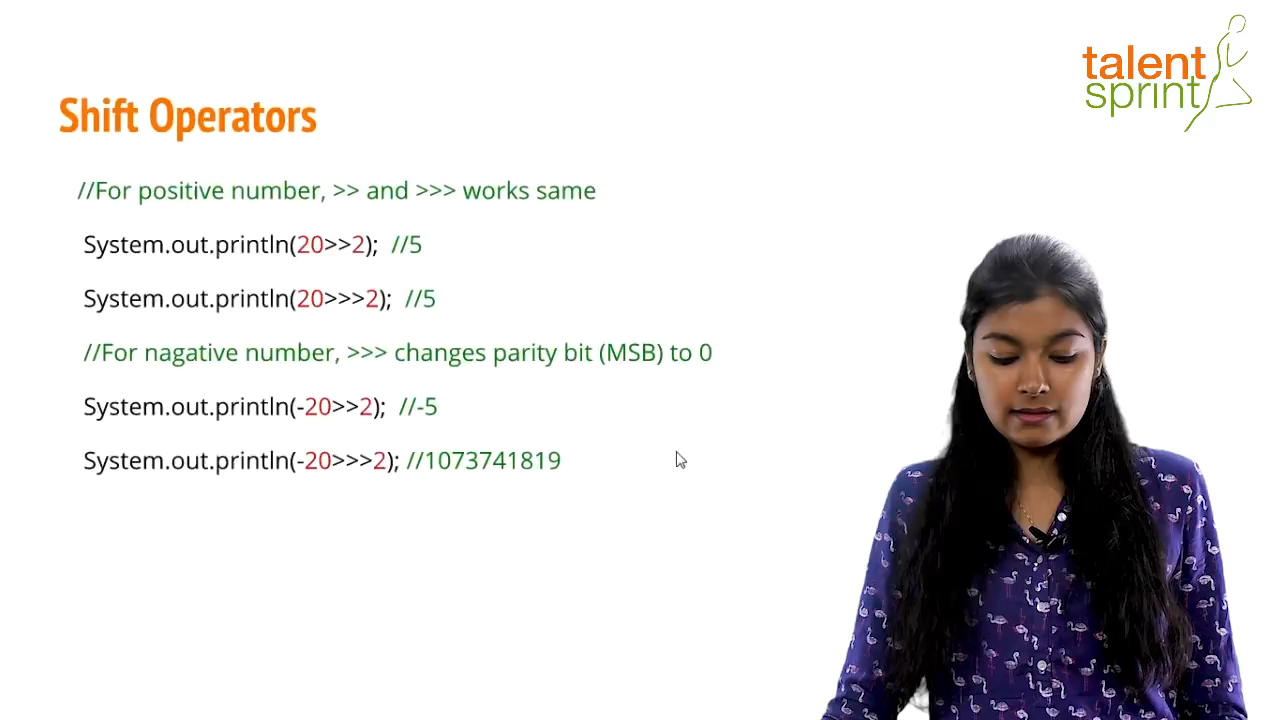 talent
sprint
Shift Operators
//For positive number, >> and >>> works same
System.out.println(20>>2); //5
System.out.println(20>>>2); //5
//For nagative number, >>> changes parity bit (MSB) to 0
System.out.println(-20>>2); //-5
System.out.println(-20>>>2); //1073741819